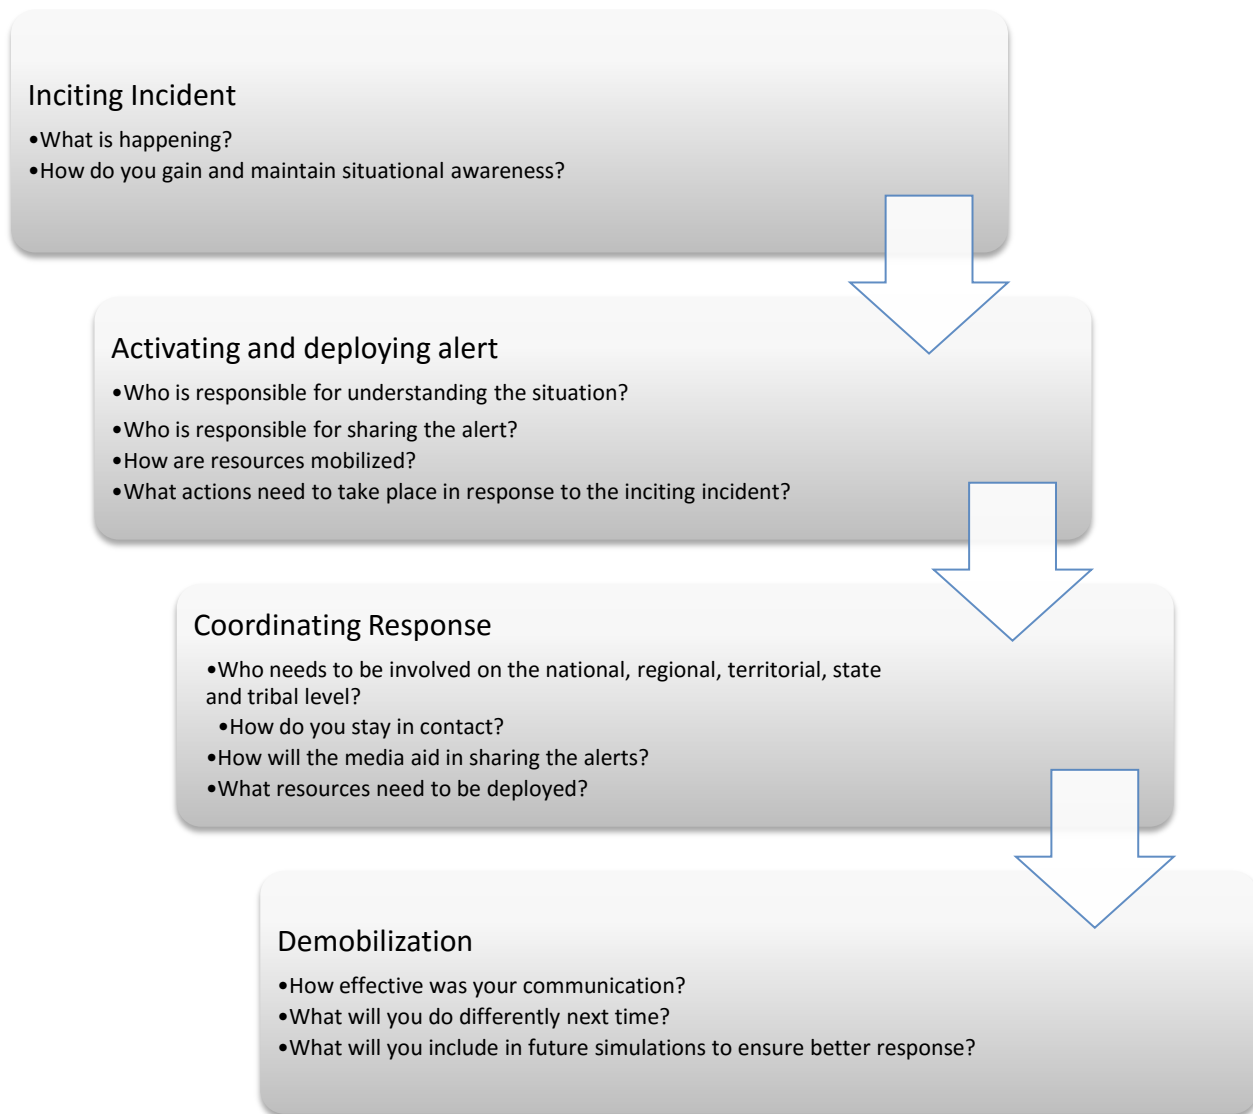 Inciting Incident
•What is happening?
•How do you gain and maintain situational awareness?
Activating and deploying alert
•Who is responsible for understanding the situation?
•Who is responsible for sharing the alert?
•How are resources mobilized?
•What actions need to take place in response to the inciting incident?
Coordinating Response
•Who needs to be involved on the national, regional, territorial, state
and tribal level?
•How do you stay in contact?
•How will the media aid in sharing the alerts?
•What resources need to be deployed?
Demobilization
•How effective was your communication?
•What will you do differently next time?
•What will you include in future simulations to ensure better response?